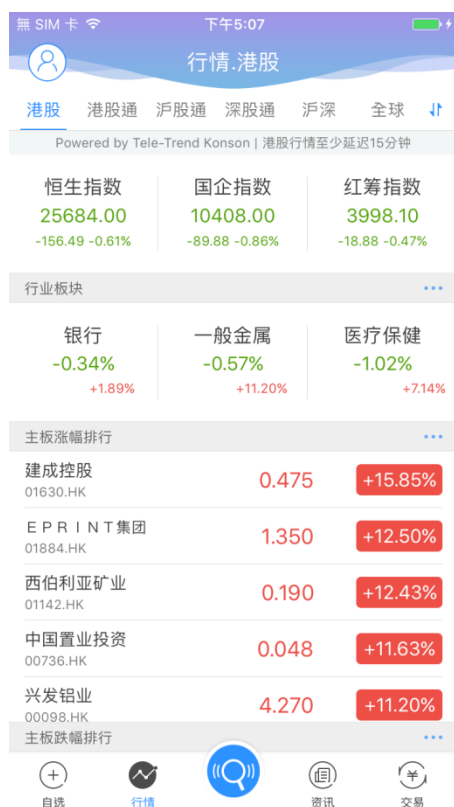 無 SIM 卡 下午5:07
行情.港股
港股 港股通 沪股通 深股通 沪深 全球
Powered by Tele-Trend Konson | 港股行情至少延迟15分钟
恒生指数 国企指数 红筹指数
25684.00 10408.00 3998.10
-156.49 -0.61% -89.88 -0.86% -18.88 -0.47%
行业板块
银行 一般金属 医疗保健
-0.34% -0.57% -1.02%
+1.89% +11.20% +7.14%
主板涨幅排行
建成控股
01630.HK
0.475 +15.85%
ＥＰＲＩＮＴ集团
01884.HK
1.350 +12.50%
西伯利亚矿业
01142.HK
0.190 +12.43%
中国置业投资
00736.HK
0.048 +11.63%
兴发铝业
00098.HK
4.270 +11.20%
主板跌幅排行
自选 行情 资讯 交易